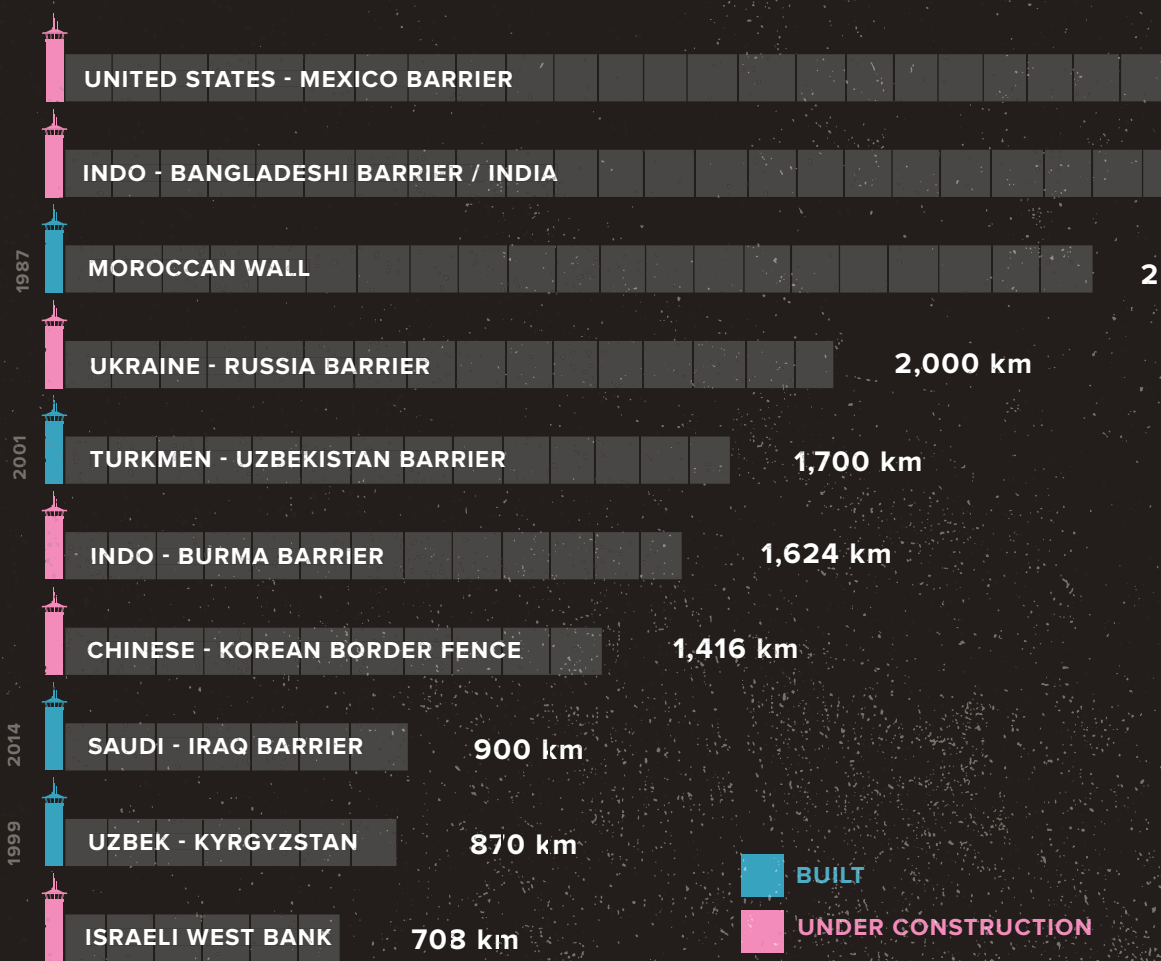 UNITED STATES - MEXICO BARRIER
INDO - BANGLADESHI BARRIER / INDIA
1987
MOROCCAN WALL
2
UKRAINE - RUSSIA BARRIER
2,000 km
2001
TURKMEN - UZBEKISTAN BARRIER
1,700 km
INDO - BURMA BARRIER
1,624 km
CHINESE - KOREAN BORDER FENCE
1,416 km
2014
SAUDI - IRAQ BARRIER
900 km
1999
UZBEK - KYRGYZSTAN
870 km
BUILT
ISRAELI WEST BANK
708 km
UNDER CONSTRUCTION